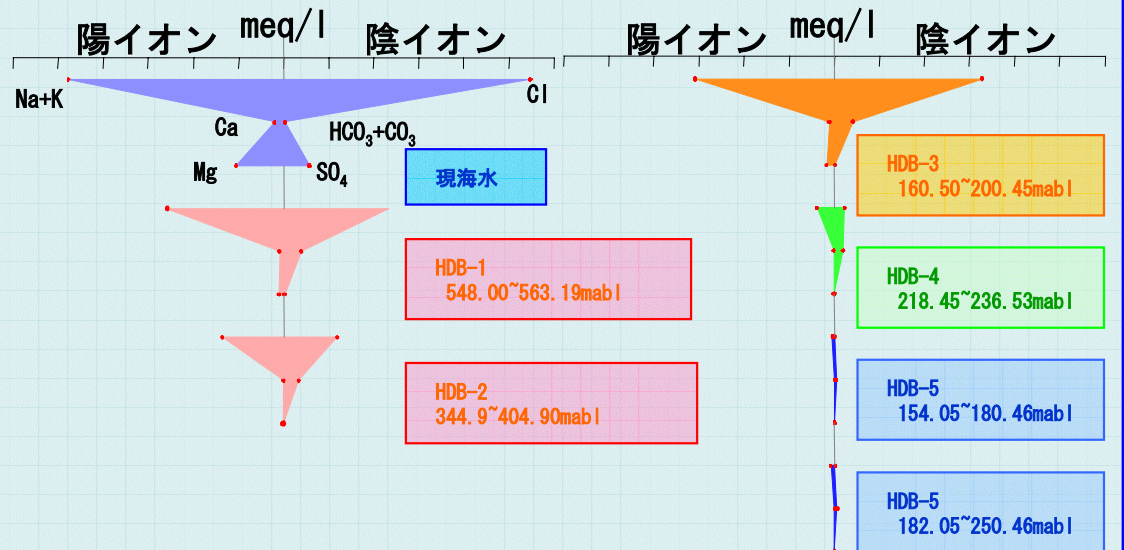 陽イオン meq/l 陰イオン
Na+K
Cl
Ca
HCO₃+CO₃
Mg
SO₄
現海水
HDB-1
548.00~563.19mabl
HDB-2
344.9~404.90mabl
陽イオン meq/l 陰イオン
HDB-3
160.50~200.45mabl
HDB-4
218.45~236.53mabl
HDB-5
154.05~180.46mabl
HDB-5
182.05~250.46mabl